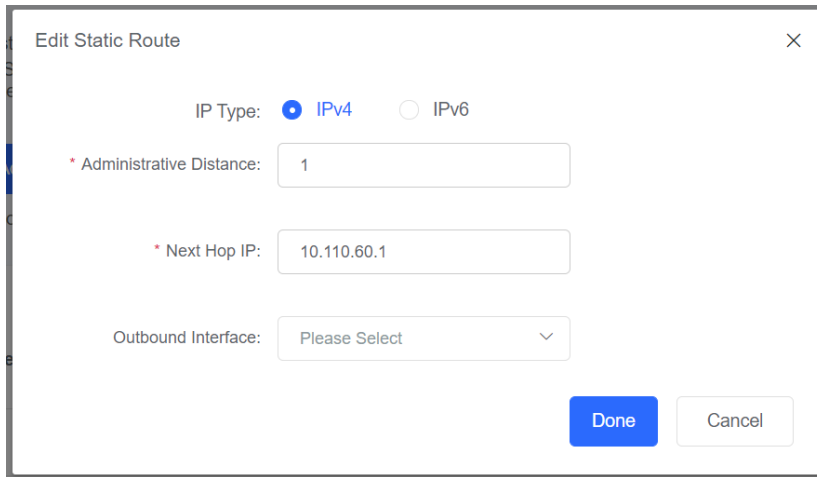 Edit Static Route
IP Type: IPv4 IPv6
* Administrative Distance: 1
* Next Hop IP: 10.110.60.1
Outbound Interface: Please Select
Done Cancel